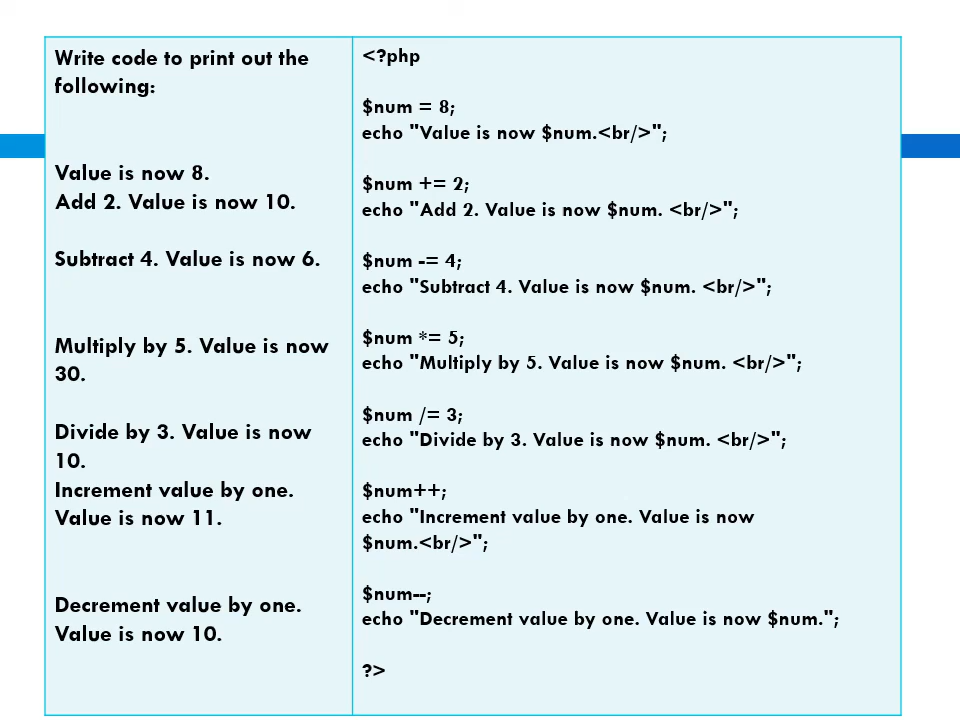 Write code to print out the
following:
Value is now 8.
Add 2. Value is now 10.
Subtract 4. Value is now 6.
Multiply by 5. Value is now
30.
Divide by 3. Value is now
10.
Increment value by one.
Value is now 11.
Decrement value by one.
Value is now 10.
<?php
$num = 8;
echo "Value is now $num.<br/>";
$num += 2;
echo "Add 2. Value is now $num. <br/>";
$num -= 4;
echo "Subtract 4. Value is now $num. <br/>";
$num *= 5;
echo "Multiply by 5. Value is now $num. <br/>";
$num /= 3;
echo "Divide by 3. Value is now $num. <br/>";
$num++;
echo "Increment value by one. Value is now
$num.<br/>";
$num--;
echo "Decrement value by one. Value is now $num.";
?>